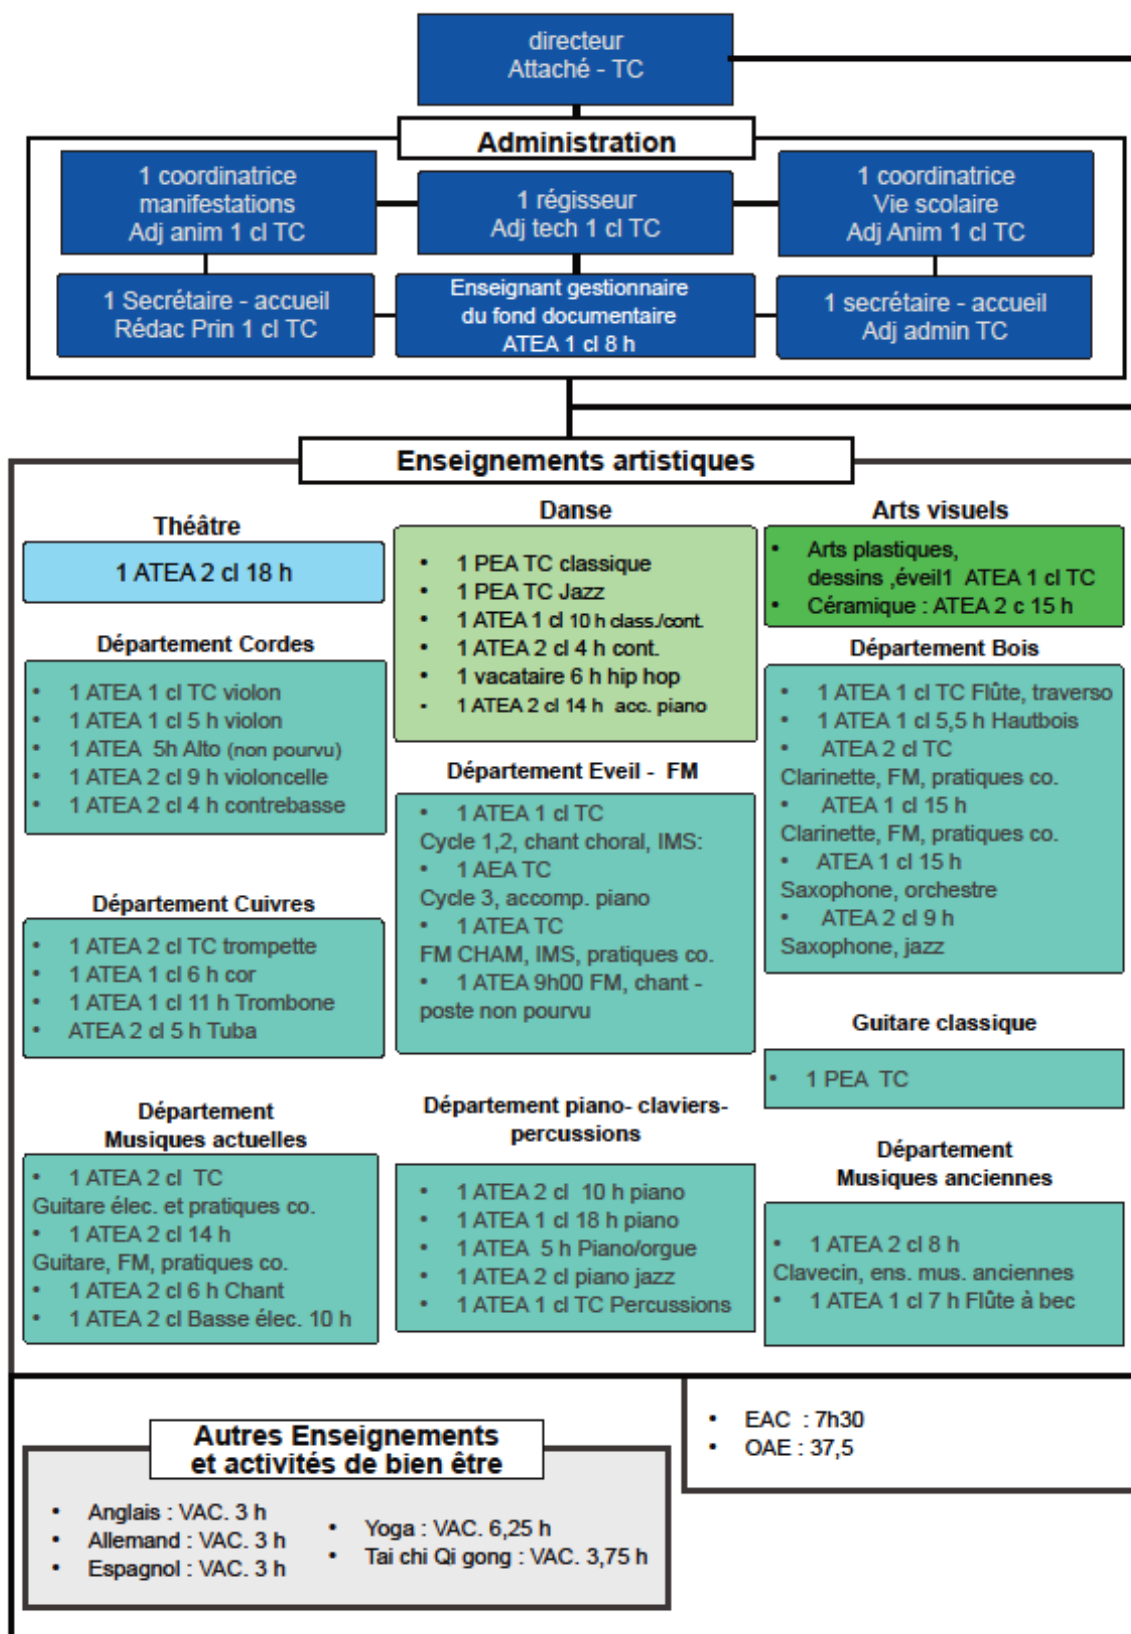 directeur
Attaché - TC
Administration
1 coordinatrice
manifestations
Adj anim 1 cl TC
1 régisseur
Adj tech 1 cl TC
1 coordinatrice
Vie scolaire
Adj Anim 1 cl TC
1 Secrétaire - accueil
Rédac Prin 1 cl TC
Enseignant gestionnaire
du fond documentaire
ATEA 1 cl 8 h
1 secrétaire - accueil
Adj admin TC
Enseignements artistiques
Théâtre
1 ATEA 2 cl 18 h
Danse
• 1 PEA TC classique
• 1 PEA TC Jazz
• 1 ATEA 1 cl 10 h class./cont.
• 1 ATEA 2 cl 4 h cont.
• 1 vacataire 6 h hip hop
• 1 ATEA 2 cl 14 h acc. piano
Arts visuels
• Arts plastiques,
dessins ,éveil1 ATEA 1 cl TC
• Céramique : ATEA 2 c 15 h
Département Cordes
• 1 ATEA 1 cl TC violon
• 1 ATEA 1 cl 5 h violon
• 1 ATEA 5h Alto (non pourvu)
• 1 ATEA 2 cl 9 h violoncelle
• 1 ATEA 2 cl 4 h contrebasse
Département Eveil - FM
• 1 ATEA 1 cl TC
Cycle 1,2, chant choral, IMS:
• 1 AEA TC
Cycle 3, accomp. piano
• 1 ATEA TC
FM CHAM, IMS, pratiques co.
• 1 ATEA 9h00 FM, chant -
poste non pourvu
Département Bois
• 1 ATEA 1 cl TC Flûte, traverso
• 1 ATEA 1 cl 5,5 h Hautbois
• ATEA 2 cl TC
Clarinette, FM, pratiques co.
• ATEA 1 cl 15 h
Clarinette, FM, pratiques co.
• ATEA 1 cl 15 h
Saxophone, orchestre
• ATEA 2 cl 9 h
Saxophone, jazz
Département Cuivres
• 1 ATEA 2 cl TC trompette
• 1 ATEA 1 cl 6 h cor
• 1 ATEA 1 cl 11 h Trombone
• ATEA 2 cl 5 h Tuba
Guitare classique
• 1 PEA TC
Département
Musiques actuelles
• 1 ATEA 2 cl TC
Guitare élec. et pratiques co.
• 1 ATEA 2 cl 14 h
Guitare, FM, pratiques co.
• 1 ATEA 2 cl 6 h Chant
• 1 ATEA 2 cl Basse élec. 10 h
Département piano- claviers-
percussions
• 1 ATEA 2 cl 10 h piano
• 1 ATEA 1 cl 18 h piano
• 1 ATEA 5 h Piano/orgue
• 1 ATEA 2 cl piano jazz
• 1 ATEA 1 cl TC Percussions
Département
Musiques anciennes
• 1 ATEA 2 cl 8 h
Clavecin, ens. mus. anciennes
• 1 ATEA 1 cl 7 h Flûte à bec
Autres Enseignements
et activités de bien être
• Anglais : VAC. 3 h
• Allemand : VAC. 3 h
• Espagnol : VAC. 3 h
• Yoga : VAC. 6,25 h
• Tai chi Qi gong : VAC. 3,75 h
• EAC : 7h30
• OAE : 37,5